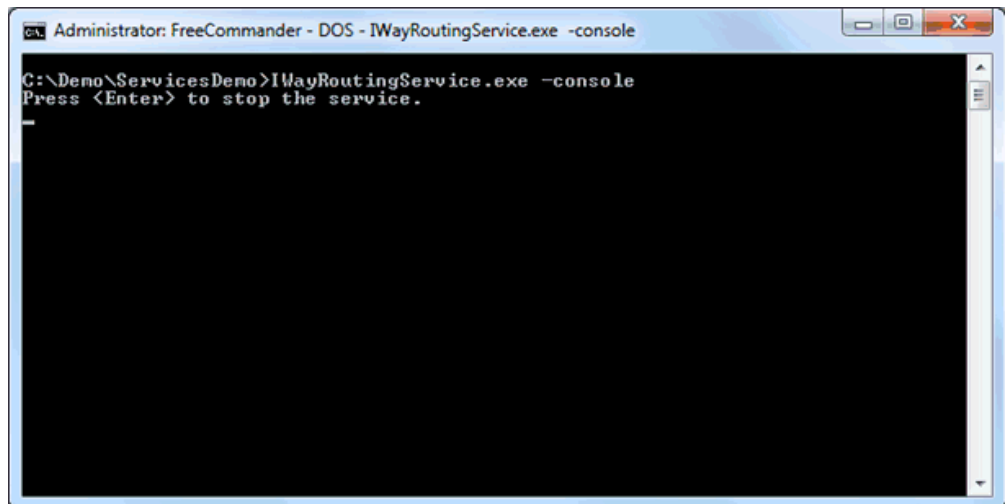 Administrator: FreeCommander - DOS - IWayRoutingService.exe -console
C:\Demo\ServicesDemo>IWayRoutingService.exe -console
Press <Enter> to stop the service.